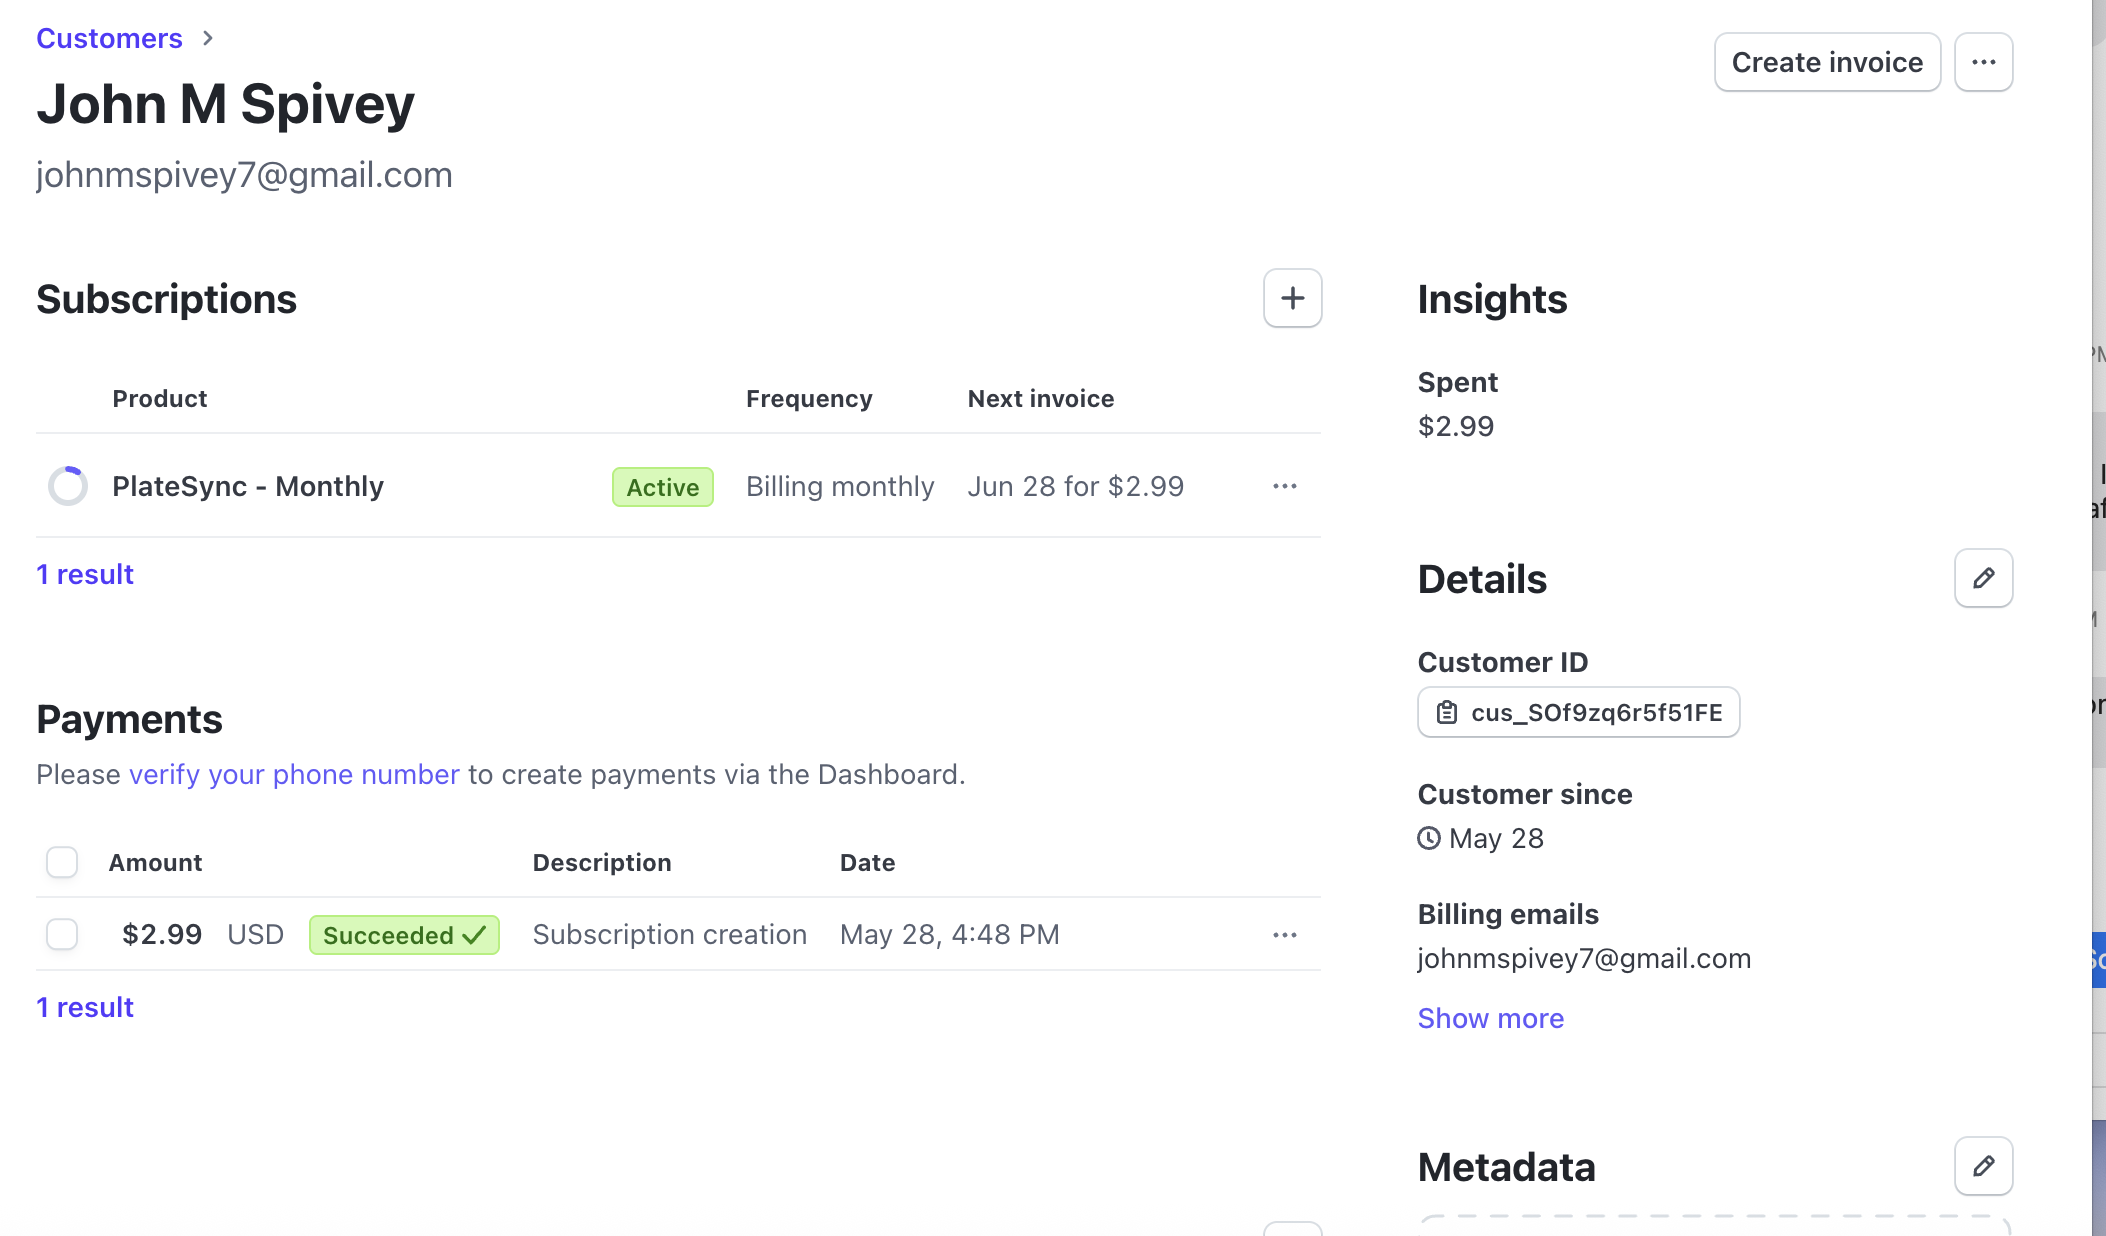 Customers
John M Spivey
johnmspivey7@gmail.com
Create invoice
Subscriptions
Product Frequency Next invoice
PlateSync - Monthly Active Billing monthly Jun 28 for $2.99
1 result
Payments
Please verify your phone number to create payments via the Dashboard.
Amount Description Date
$2.99 USD Succeeded Subscription creation May 28, 4:48 PM
1 result
Insights
Spent
$2.99
Details
Customer ID
cus_SOf9zq6r5f51FE
Customer since
May 28
Billing emails
johnmspivey7@gmail.com
Show more
Metadata